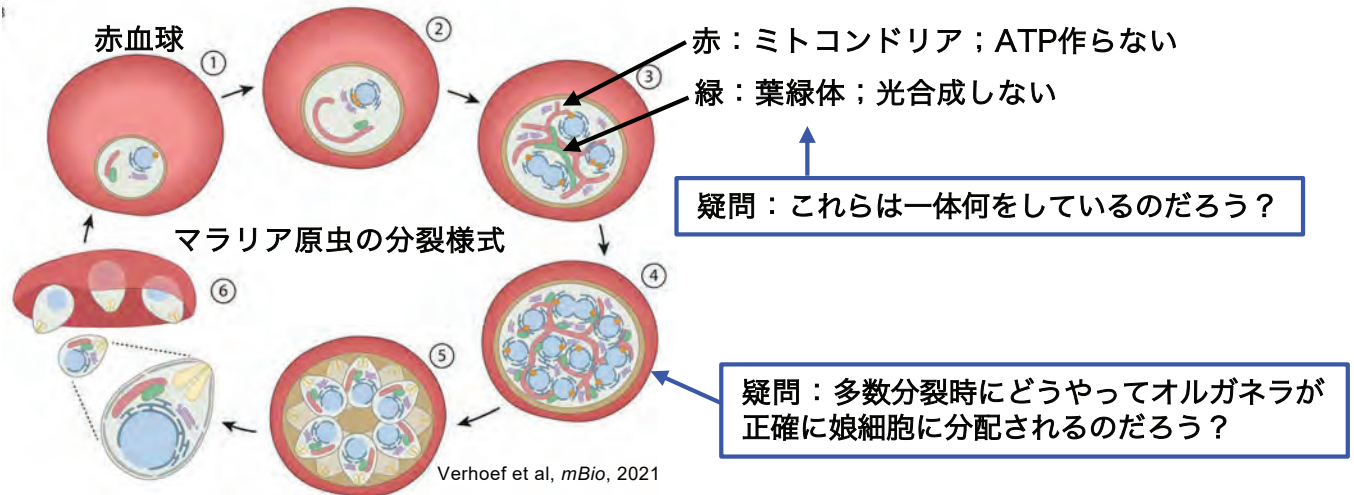 赤血球
①
②
③
赤：ミトコンドリア；ATP作らない
緑：葉緑体；光合成しない
疑問：これらは一体何をしているのだろう？
マラリア原虫の分裂様式
④
⑤
⑥
疑問：多数分裂時にどうやってオルガネラが
正確に娘細胞に分配されるのだろう？
Verhoef et al, mBio, 2021